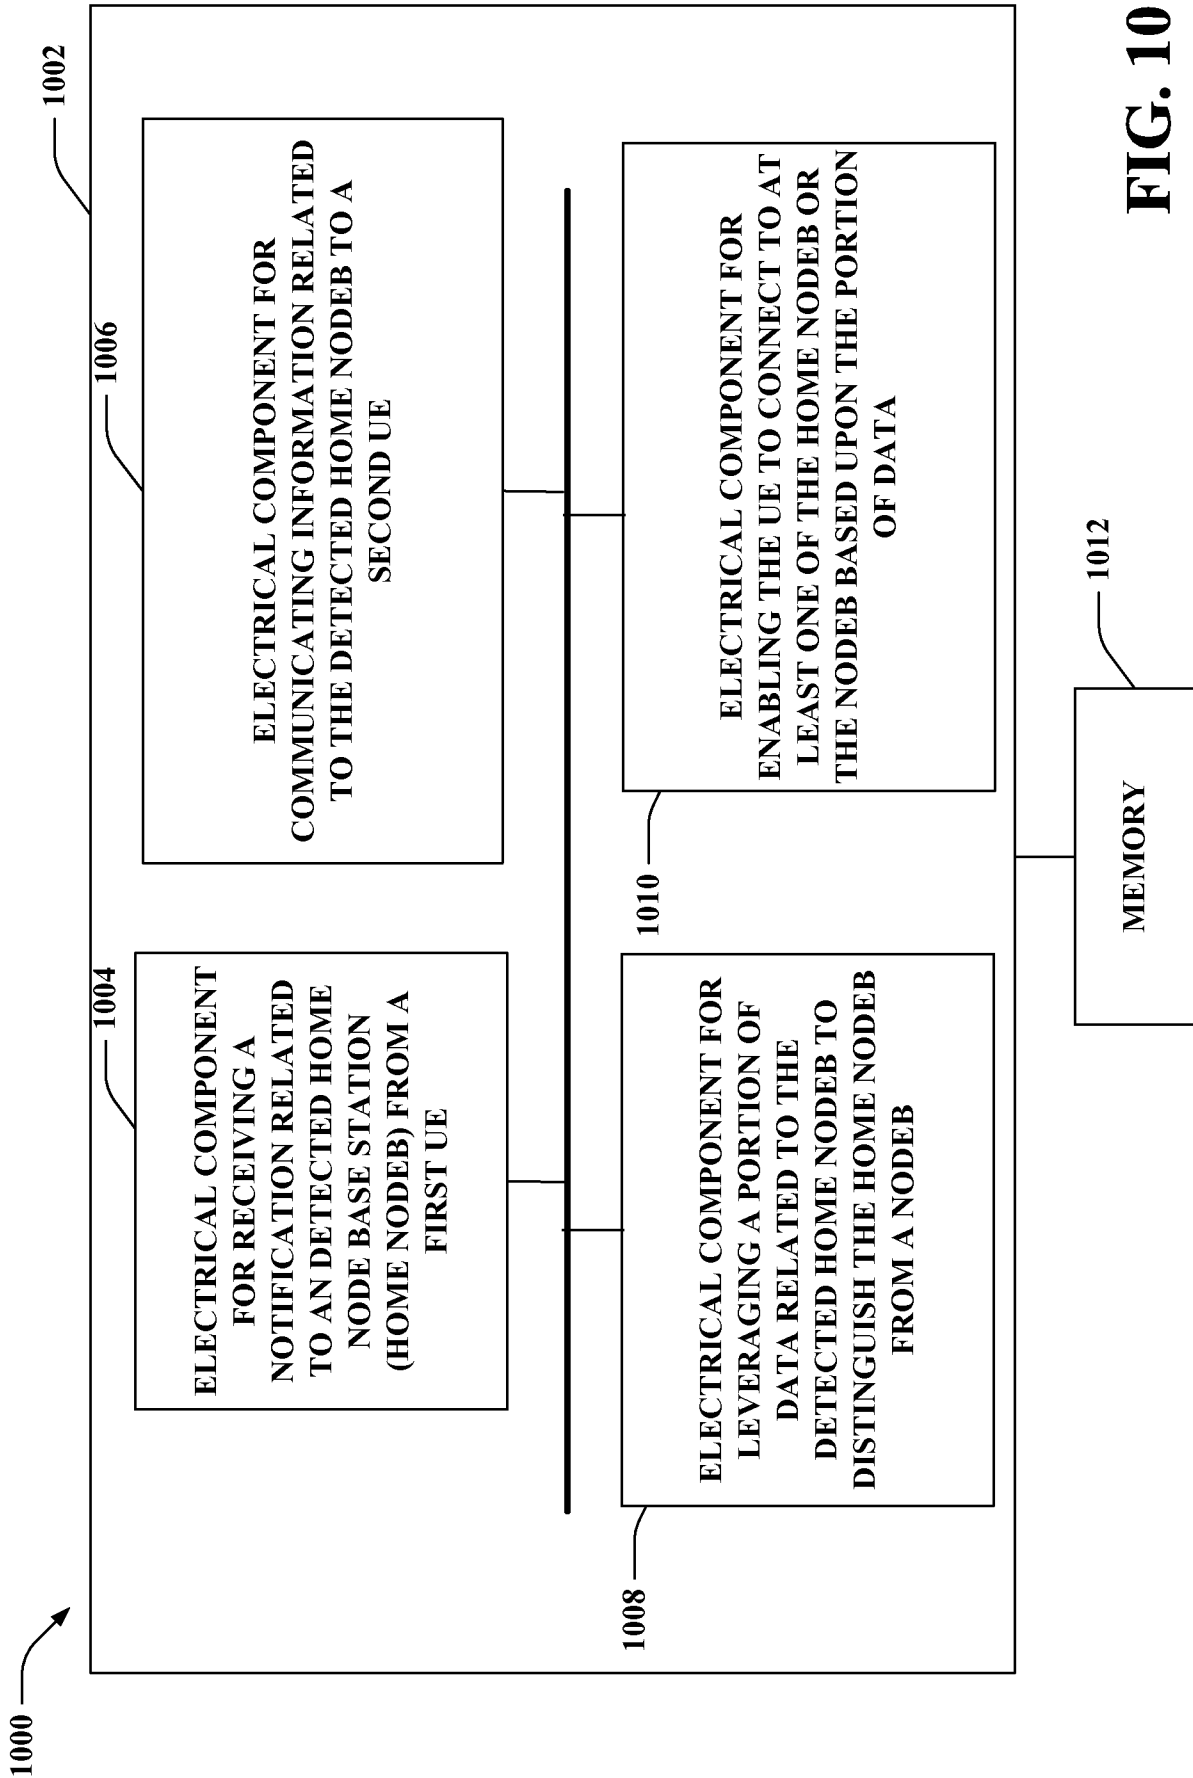 1000
1002
1004
ELECTRICAL COMPONENT
FOR RECEIVING A
NOTIFICATION RELATED
TO AN DETECTED HOME
NODE BASE STATION
(HOME NODEB) FROM A
FIRST UE
1006
ELECTRICAL COMPONENT FOR
COMMUNICATING INFORMATION RELATED
TO THE DETECTED HOME NODEB TO A
SECOND UE
1008
ELECTRICAL COMPONENT FOR
LEVERAGING A PORTION OF
DATA RELATED TO THE
DETECTED HOME NODEB TO
DISTINGUISH THE HOME NODEB
FROM A NODEB
1010
ELECTRICAL COMPONENT FOR
ENABLING THE UE TO CONNECT TO AT
LEAST ONE OF THE HOME NODEB OR
THE NODEB BASED UPON THE PORTION
OF DATA
1012
MEMORY
FIG. 10